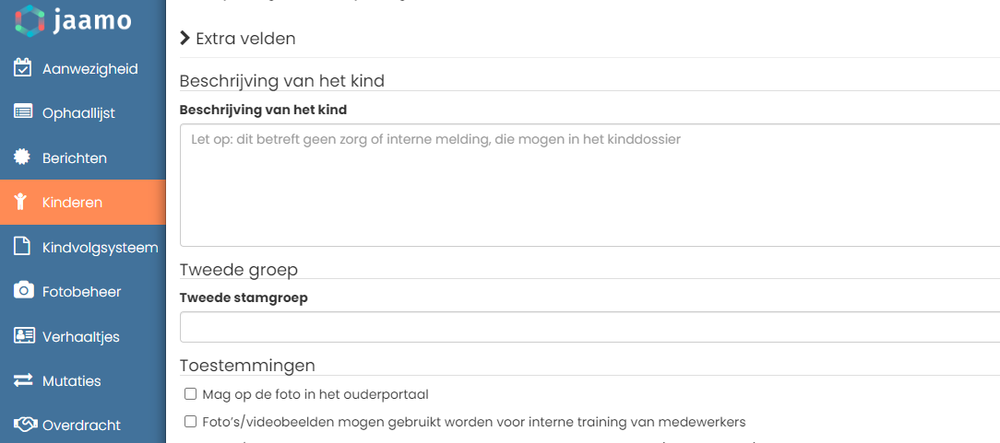 jaamo
Aanwezigheid
Ophaallijst
Berichten
Kinderen
Kindvolgsysteem
Fotobeheer
Verhaaltjes
Mutaties
Overdracht
Extra velden
Beschrijving van het kind
Beschrijving van het kind
Let op: dit betreft geen zorg of interne melding, die mogen in het kinddossier
Tweede groep
Tweede stamgroep
Toestemmingen
Mag op de foto in het ouderportaal
Foto's/videobeelden mogen gebruikt worden voor interne training van medewerkers